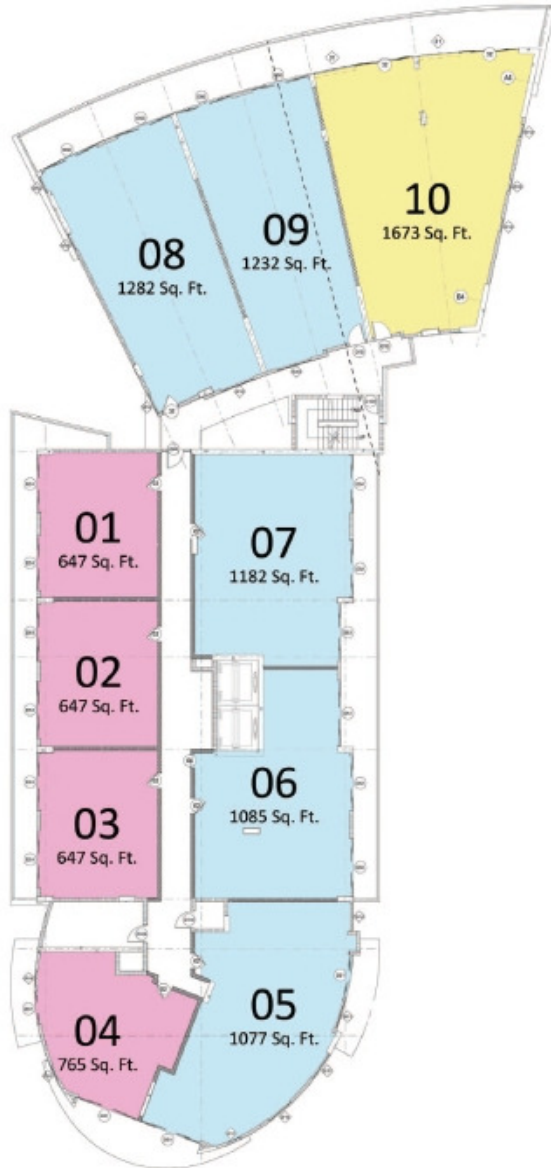 10
1673 Sq. Ft.
09
1232 Sq. Ft.
08
1282 Sq. Ft.
01
647 Sq. Ft.
07
1182 Sq. Ft.
02
647 Sq. Ft.
06
1085 Sq. Ft.
03
647 Sq. Ft.
05
1077 Sq. Ft.
04
765 Sq. Ft.